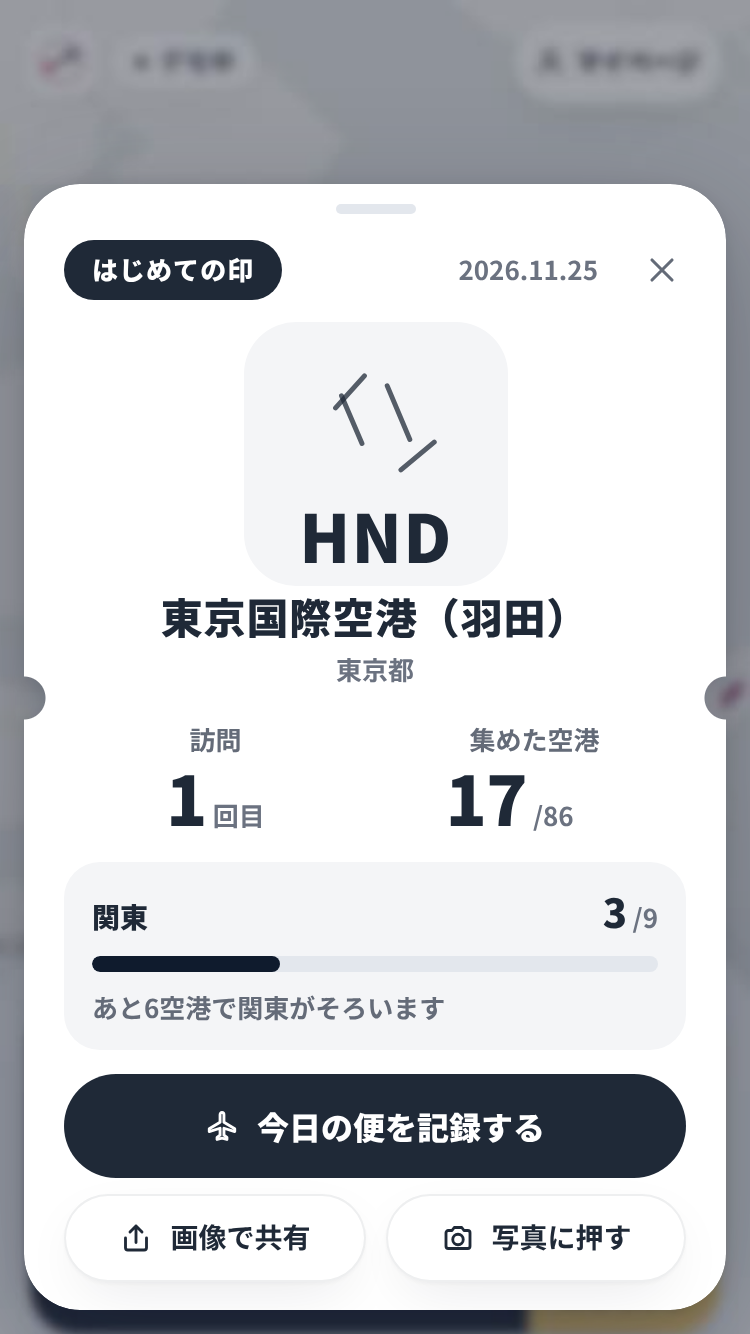 はじめての印
2026.11.25
HND
東京国際空港（羽田）
東京都
訪問
集めた空港
1回目
17/86
関東
3/9
あと6空港で関東がそろいます
今日の便を記録する
画像で共有
写真に押す